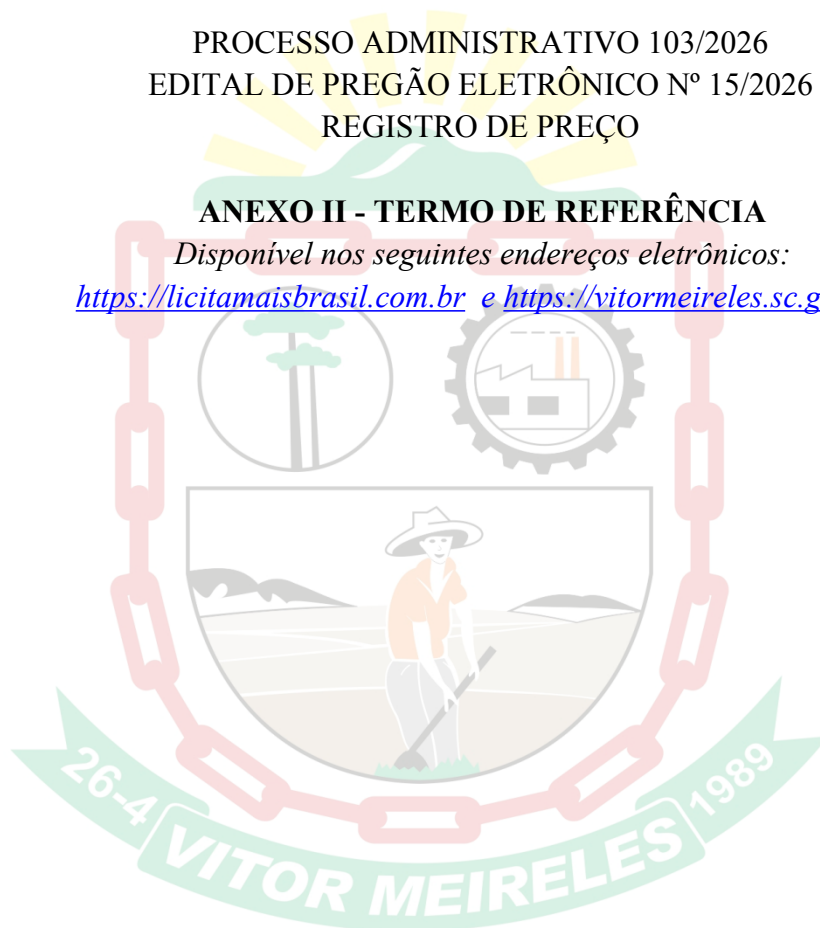 PROCESSO ADMINISTRATIVO 103/2026
EDITAL DE PREGÃO ELETRÔNICO Nº 15/2026
REGISTRO DE PREÇO
ANEXO II - TERMO DE REFERÊNCIA
Disponível nos seguintes endereços eletrônicos:
https://licitamaisbrasil.com.br e https://vitormeireles.sc.g
26-4 VITOR MEIRELES 1989